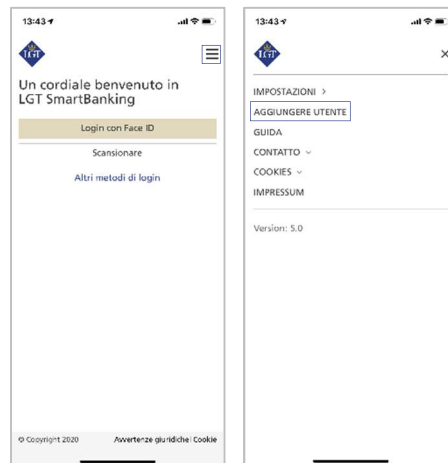 13:43
LGT
Un cordiale benvenuto in
LGT SmartBanking
Login con Face ID
Scansionare
Altri metodi di login
© Copyright 2020 Avvertenze giuridiche| Cookie
13:43
LGT
IMPOSTAZIONI
AGGIUNGERE UTENTE
GUIDA
CONTATTO
COOKIES
IMPRESSUM
Version: 5.0